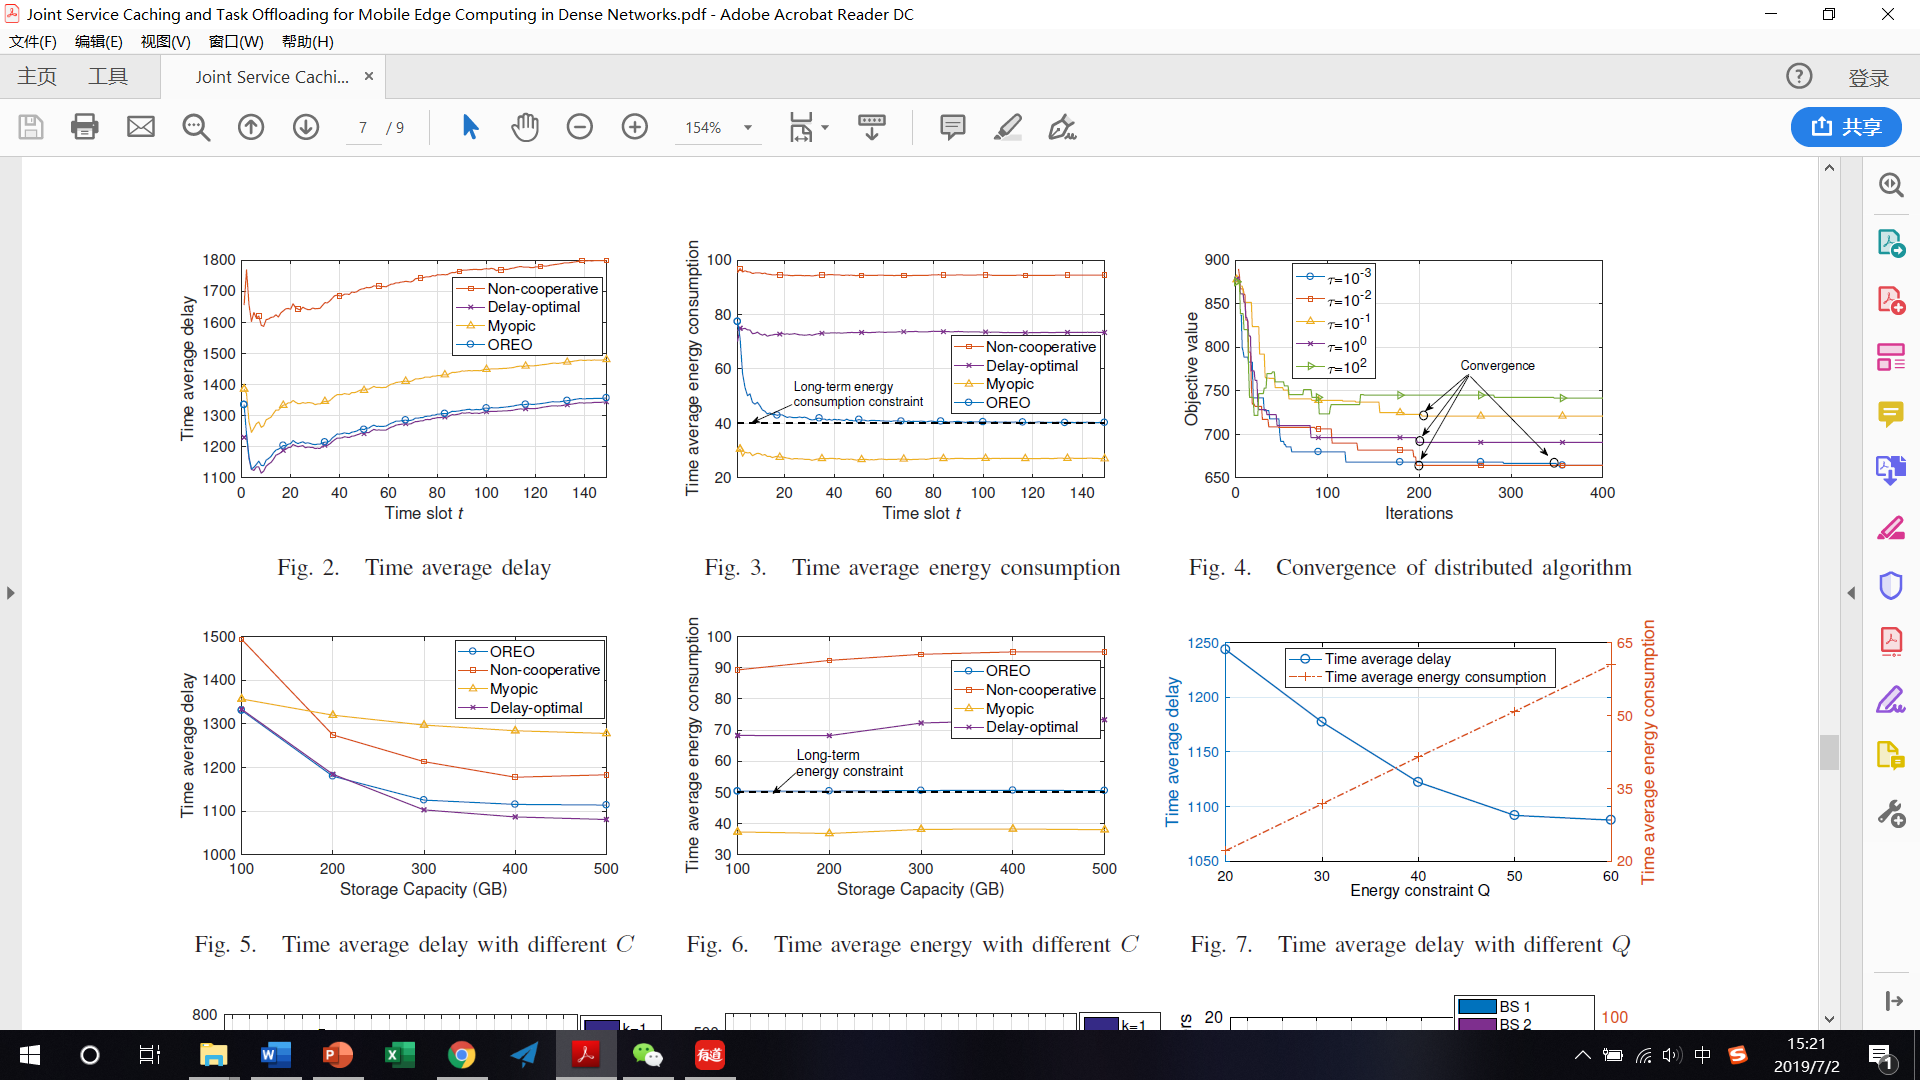 Joint Service Caching and Task Offloading for Mobile Edge Computing in Dense Networks.pdf - Adobe Acrobat Reader DC
文件(F) 编辑(E) 视图(V) 窗口(W) 帮助(H)
主页 工具 Joint Service Cachi... × ? 登录
7 / 9 154% 共享
Time average delay
1800
1700
1600
1500
1400
1300
1200
1100
Non-cooperative
Delay-optimal
Myopic
OREO
0 20 40 60 80 100 120 140
Time slot t
Fig. 2. Time average delay
Time average energy consumption
100
80
60
40
20
Non-cooperative
Delay-optimal
Myopic
OREO
Long-term energy
consumption constraint
20 40 60 80 100 120 140
Time slot t
Fig. 3. Time average energy consumption
Objective value
900
850
800
750
700
650
τ=10-3
τ=10-2
τ=10-1
τ=100
τ=102
Convergence
0 100 200 300 400
Iterations
Fig. 4. Convergence of distributed algorithm
Time average delay
1500
1400
1300
1200
1100
1000
OREO
Non-cooperative
Myopic
Delay-optimal
100 200 300 400 500
Storage Capacity (GB)
Fig. 5. Time average delay with different C
Time average energy consumption
100
90
80
70
60
50
40
30
OREO
Non-cooperative
Myopic
Delay-optimal
Long-term
energy constraint
100 200 300 400 500
Storage Capacity (GB)
Fig. 6. Time average energy with different C
Time average delay
1250
1200
1150
1100
1050
Time average delay
Time average energy consumption
65
50
35
20
Time average energy consumption
20 30 40 50 60
Energy constraint Q
Fig. 7. Time average delay with different Q
800
k=1
k=1
20
BS 1
BS 2
100
有道
中
15:21
2019/7/2
1